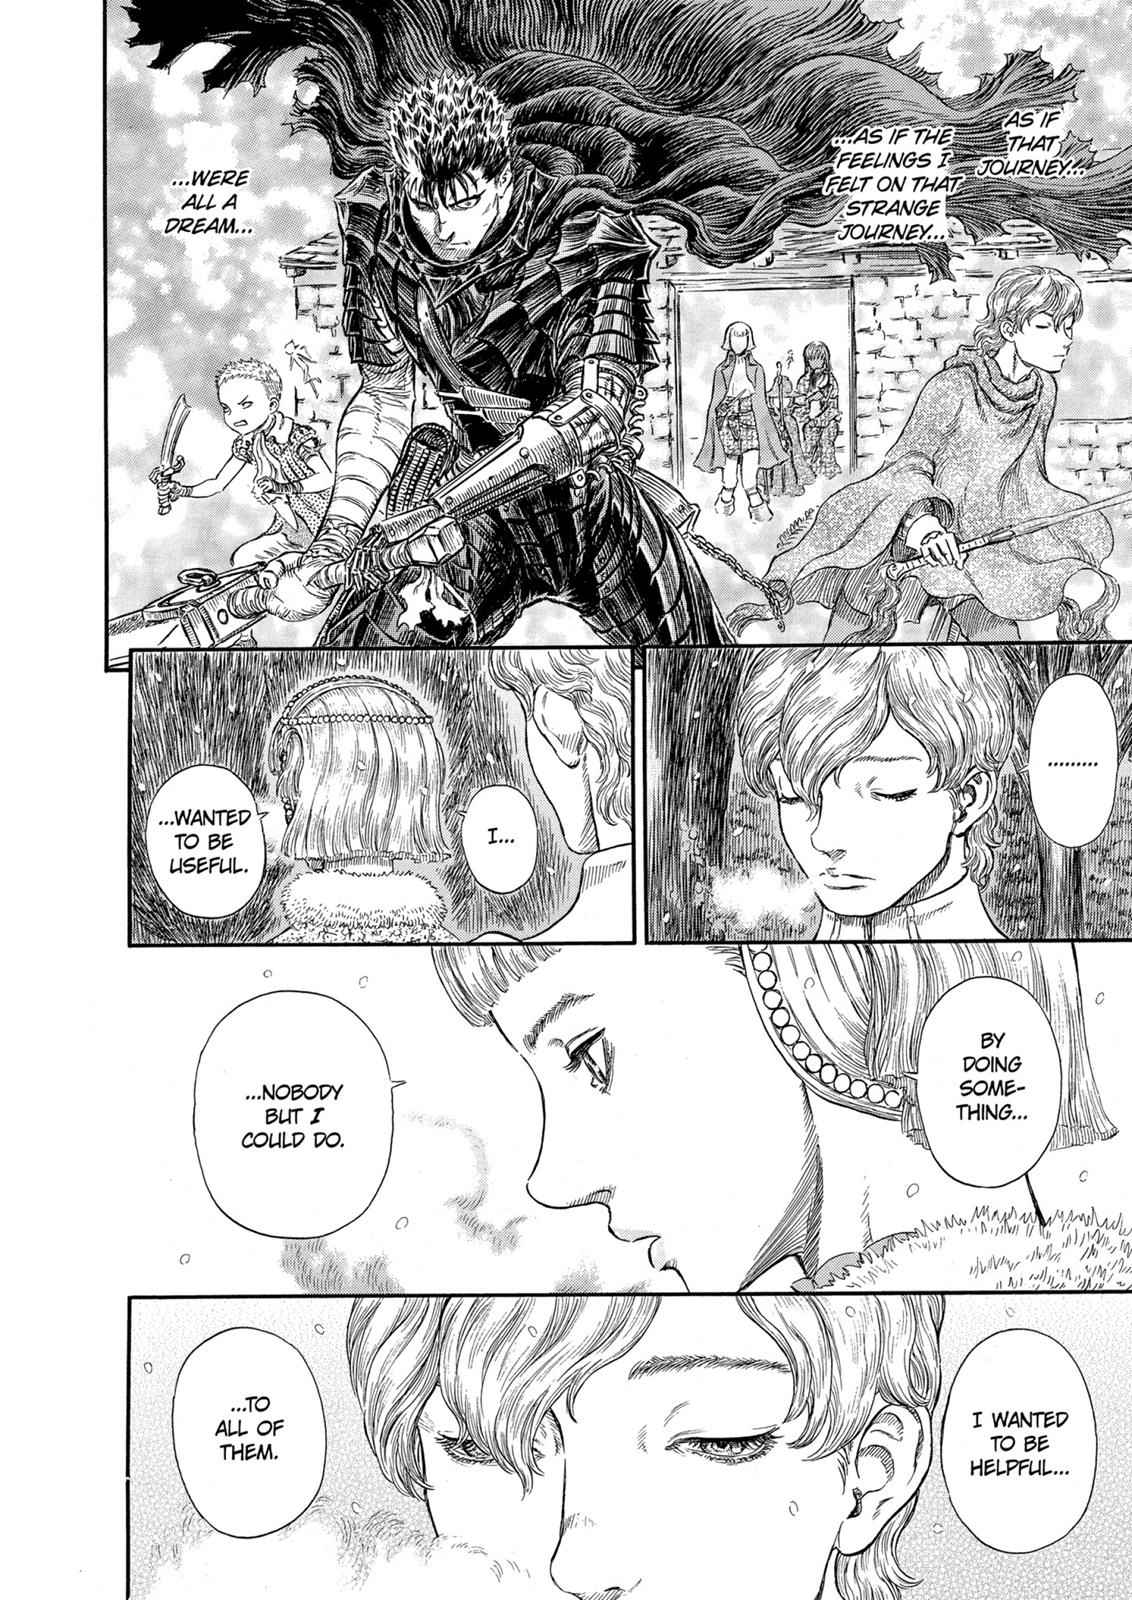 AS IF
THAT
JOURNEY...
...AS IF THE
FEELINGS I
FELT ON THAT
STRANGE
JOURNEY...
...WERE
ALL A
DREAM...
.........
I...
...WANTED
TO BE
USEFUL.
BY
DOING
SOME-
THING...
...NOBODY
BUT I
COULD DO.
I WANTED
TO BE
HELPFUL...
...TO
ALL OF
THEM.